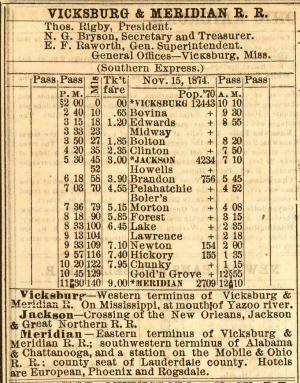 VICKSBURG & MERIDIAN R. R.
Thos. Rigby, President.
N. G. Bryson, Secretary and Treasurer.
E. F. Raworth, Gen. Superintendent.
General Offices—Vicksburg, Miss.
(Southern Express.)
Pass Pass Mls Tk't fare Nov. 15, 1874. Pass Pass
P. M. Pop.'70 A. M.
§2 00 0 00 *VICKSBURG 12443 10 10
2 40 10 .65 Bovina + 9 30
3 15 18 1.20 Edwards + 8 55
3 33 23 Midway
3 50 27 1.85 Bolton + 8 20
4 20 35 2.35 Clinton + 7 50
5 30 45 3.00 *JACKSON 4234 7 10
52 Howells
6 18 58 3.90 Brandon 756 5 45
7 03 70 4.55 Pelahatchie + 4 52
Boler's
7 36 79 5.15 Morton + 4 08
8 18 90 5.85 Forest + 3 15
8 33 100 6.45 Lake + 2 35
9 13 104 Lawrence + 2 18
9 33 109 7.10 Newton 154 2 00
9 57 116 7.40 Hickory 155 1 35
10 20 122 7.95 Chunky + 1 15
10 45 129 Gold'n Grove + 12§55
11§30 140 9.00 *MERIDIAN 2709 12§10
Vicksburg—Western terminus of Vicksburg &
Meridian R. On Mississippi, at mouth of Yazoo river.
Jackson—Crossing of the New Orleans, Jackson
& Great Northern R. R.
Meridian—Eastern terminus of Vicksburg &
Meridian R. R.; southwestern terminus of Alabama
& Chattanooga, and a station on the Mobile & Ohio
R. R.; county seat of Lauderdale county. Hotels
are European, Phoenix and Rogsdale.